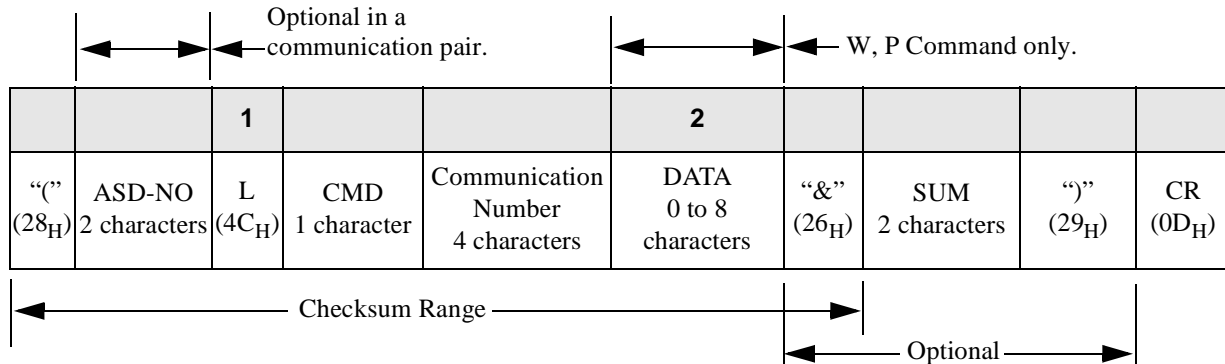 Optional in a
communication pair.
W, P Command only.
1
2
“(”
(28H)
ASD-NO
2 characters
L
(4CH)
CMD
1 character
Communication
Number
4 characters
DATA
0 to 8
characters
“&”
(26H)
SUM
2 characters
“)”
(29H)
CR
(0DH)
Checksum Range
Optional